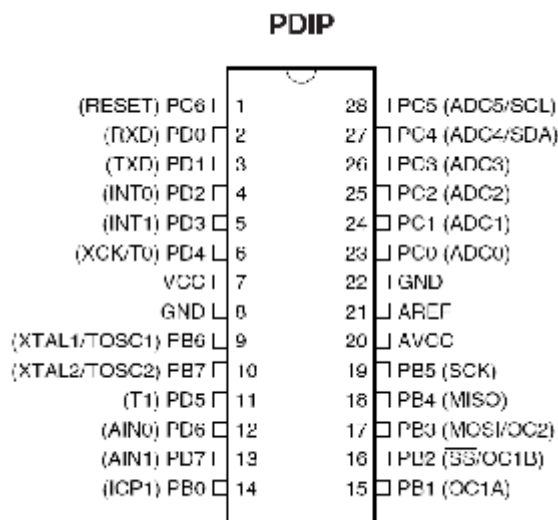 PDIP
(RESET) PC6 1 28 PC5 (ADC5/SCL)
(RXD) PD0 2 27 PC4 (ADC4/SDA)
(TXD) PD1 3 26 PC3 (ADC3)
(INT0) PD2 4 25 PC2 (ADC2)
(INT1) PD3 5 24 PC1 (ADC1)
(XCK/T0) PD4 6 23 PC0 (ADC0)
VCC 7 22 GND
GND 8 21 AREF
(XTAL1/TOSC1) PB6 9 20 AVCC
(XTAL2/TOSC2) PB7 10 19 PB5 (SCK)
(T1) PD5 11 18 PB4 (MISO)
(AIN0) PD6 12 17 PB3 (MOSI/OC2)
(AIN1) PD7 13 16 PB2 (SS/OC1B)
(ICP1) PB0 14 15 PB1 (OC1A)